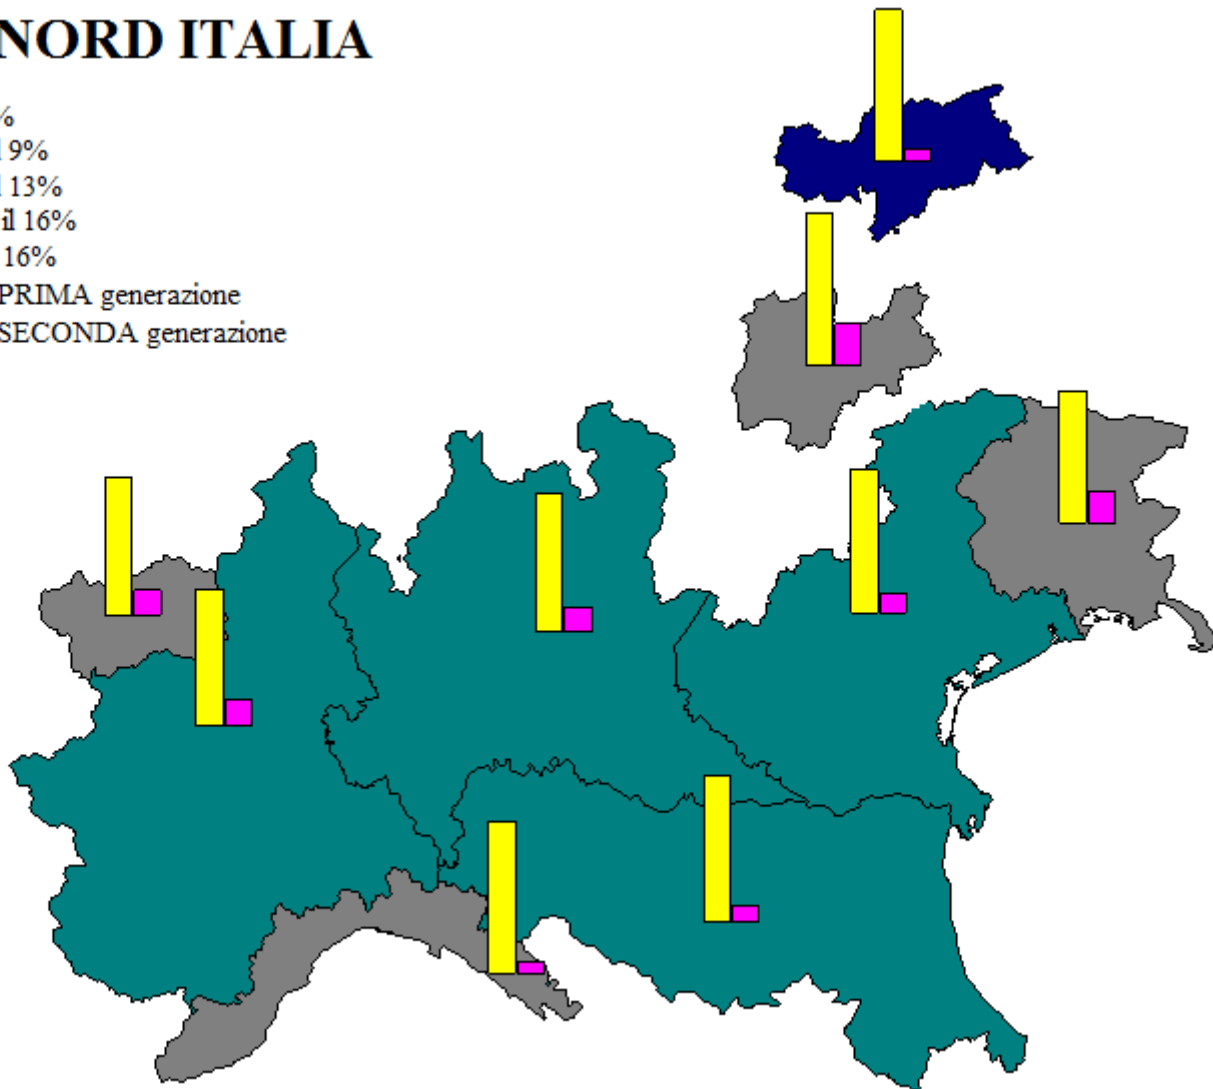 NORD ITALIA
%
9%
13%
il 16%
16%
PRIMA generazione
SECONDA generazione